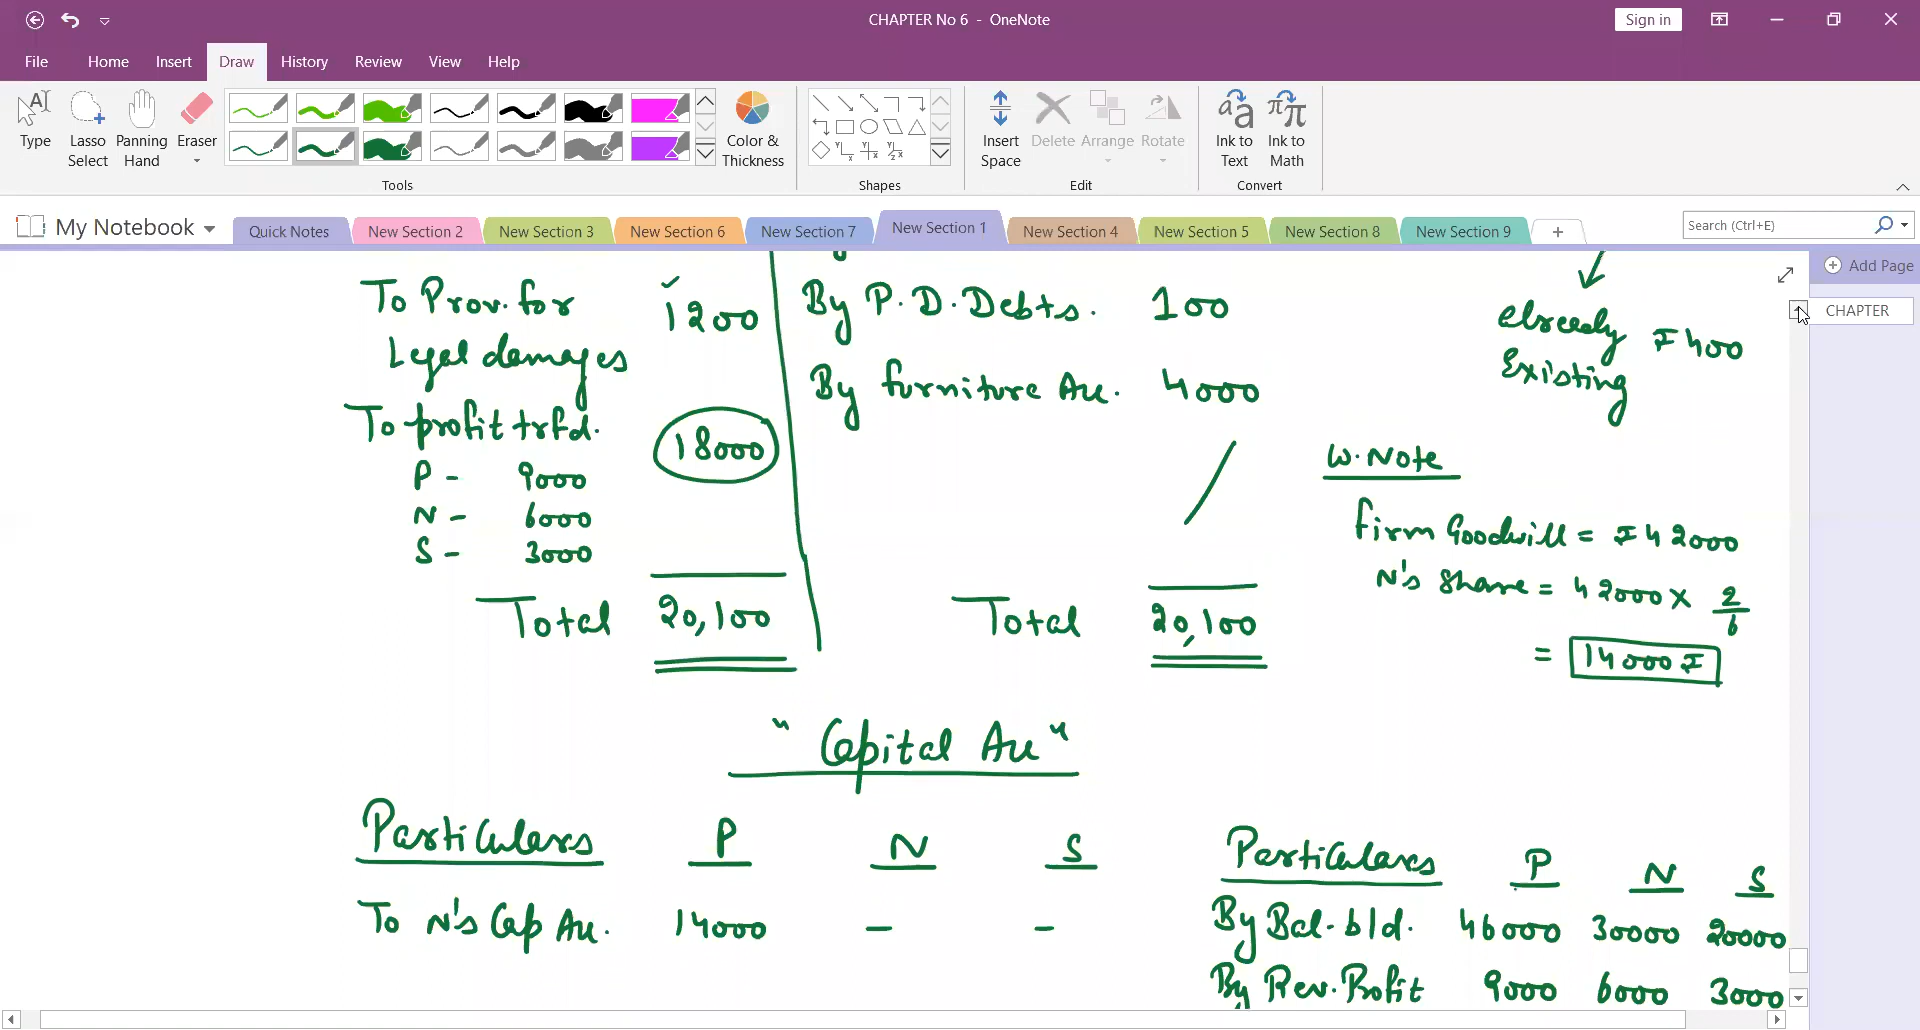 CHAPTER No 6 - OneNote
Sign in
File Home Insert Draw History Review View Help
Type
Lasso Select
Panning Hand
Eraser
Color & Thickness
Insert Space
Delete
Arrange
Rotate
Ink to Text
Ink to Math
Tools
Shapes
Edit
Convert
My Notebook
Quick Notes New Section 2 New Section 3 New Section 6 New Section 7 New Section 1 New Section 4 New Section 5 New Section 8 New Section 9
Search (Ctrl+E)
Add Page
CHAPTER
To Prov. for 1200
Legal damages
To profit trfd. 18000
P - 9000
N - 6000
S - 3000
Total 20,100
By P.D.Debts. 100
By furniture A/c. 4000
Total 20,100
already ₹400
Existing
W.Note
firm Goodwill = ₹42000
N's Share = 42000 x 2/6
= 14000₹
"Capital A/c"
Particulars P N S
To N's Cap A/c. 14000 - -
Particulars P N S
By Bal. b/d. 46000 30000 20000
By Rev. Profit 9000 6000 3000